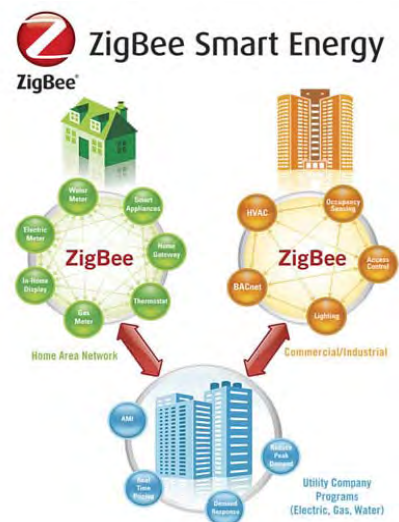 ZigBee Smart Energy
ZigBee®
Water
Meter
Smart
Appliances
Electric
Meter
Home
Gateway
ZigBee
In-Home
Display
Thermostat
Gas
Meter
HVAC
Occupancy
Sensing
ZigBee
Access
Control
BACnet
Lighting
Home Area Network
Commercial/Industrial
AMI
Real
Time
Pricing
Demand
Response
Reduce
Peak
Demand
Utility Company
Programs
(Electric, Gas, Water)